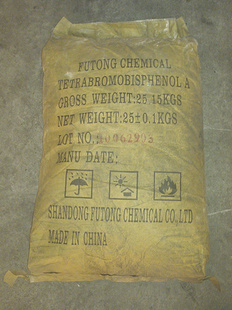 FUTONG CHEMICAL
TETRABROMOBISPHENOL A
GROSS WEIGHT:25 15KGS
NET WEIGHT:25±0.1KGS
LOT NO.:
MANU DATE:
SHANDONG FUTONG CHEMICAL CO.,LTD
MADE IN CHINA